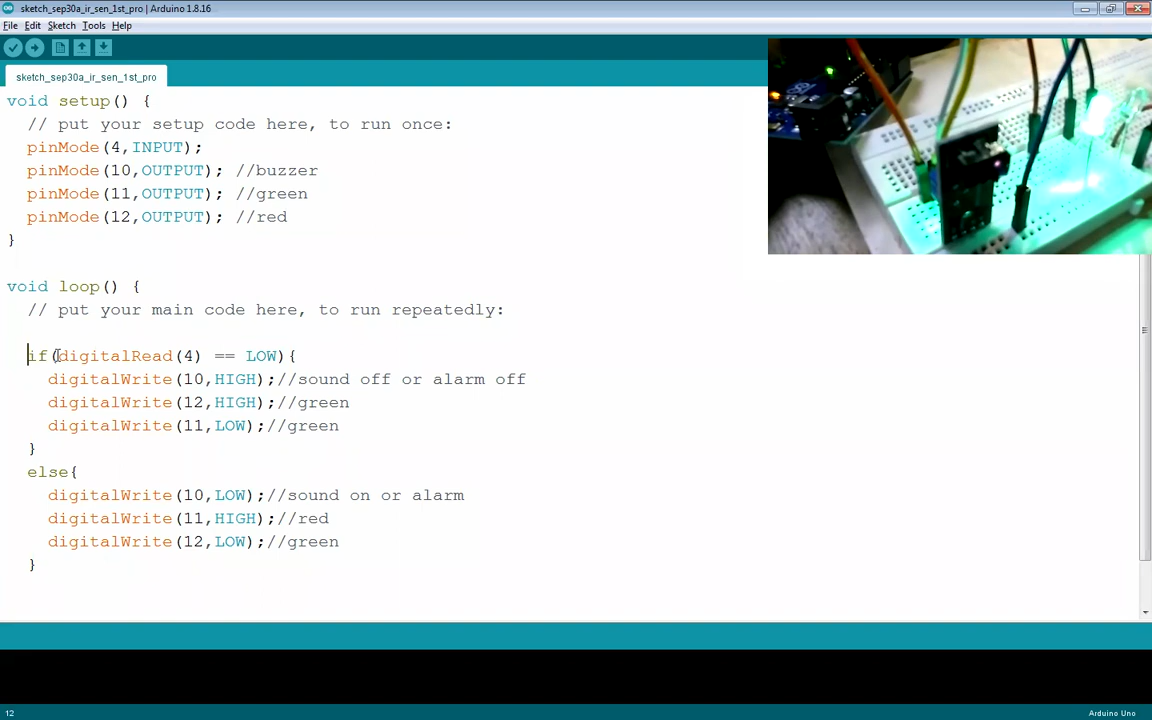 sketch_sep30a_ir_sen_1st_pro | Arduino 1.8.16
File Edit Sketch Tools Help
sketch_sep30a_ir_sen_1st_pro
void setup() {
// put your setup code here, to run once:
pinMode(4,INPUT);
pinMode(10,OUTPUT); //buzzer
pinMode(11,OUTPUT); //green
pinMode(12,OUTPUT); //red
}
void loop() {
// put your main code here, to run repeatedly:
if(digitalRead(4) == LOW){
digitalWrite(10,HIGH);//sound off or alarm off
digitalWrite(12,HIGH);//green
digitalWrite(11,LOW);//green
}
else{
digitalWrite(10,LOW);//sound on or alarm
digitalWrite(11,HIGH);//red
digitalWrite(12,LOW);//green
}
12
Arduino Uno